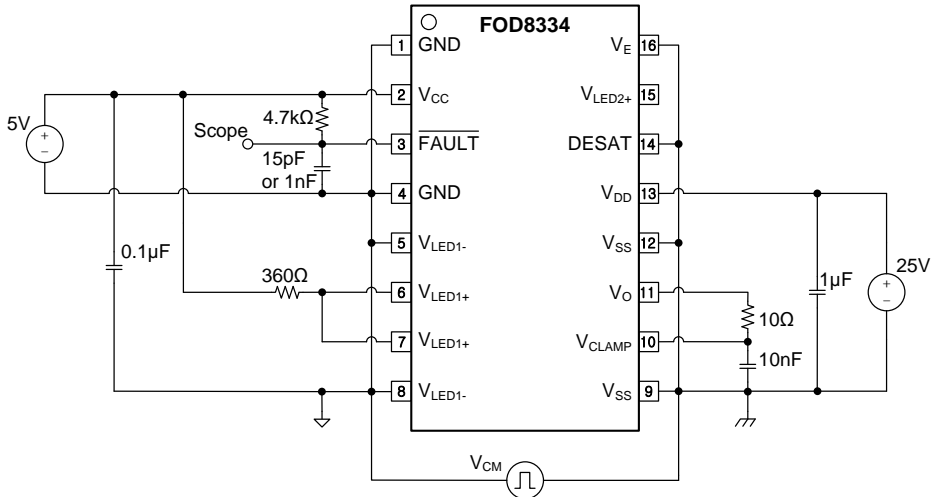 FOD8334
1 GND
2 VCC
3 FAULT
4 GND
5 VLED1-
6 VLED1+
7 VLED1+
8 VLED1-
VE 16
VLED2+ 15
DESAT 14
VDD 13
VSS 12
VO 11
VCLAMP 10
VSS 9
5V
+
−
Scope
4.7kΩ
15pF
or 1nF
0.1µF
360Ω
10Ω
10nF
1µF
25V
+
−
VCM